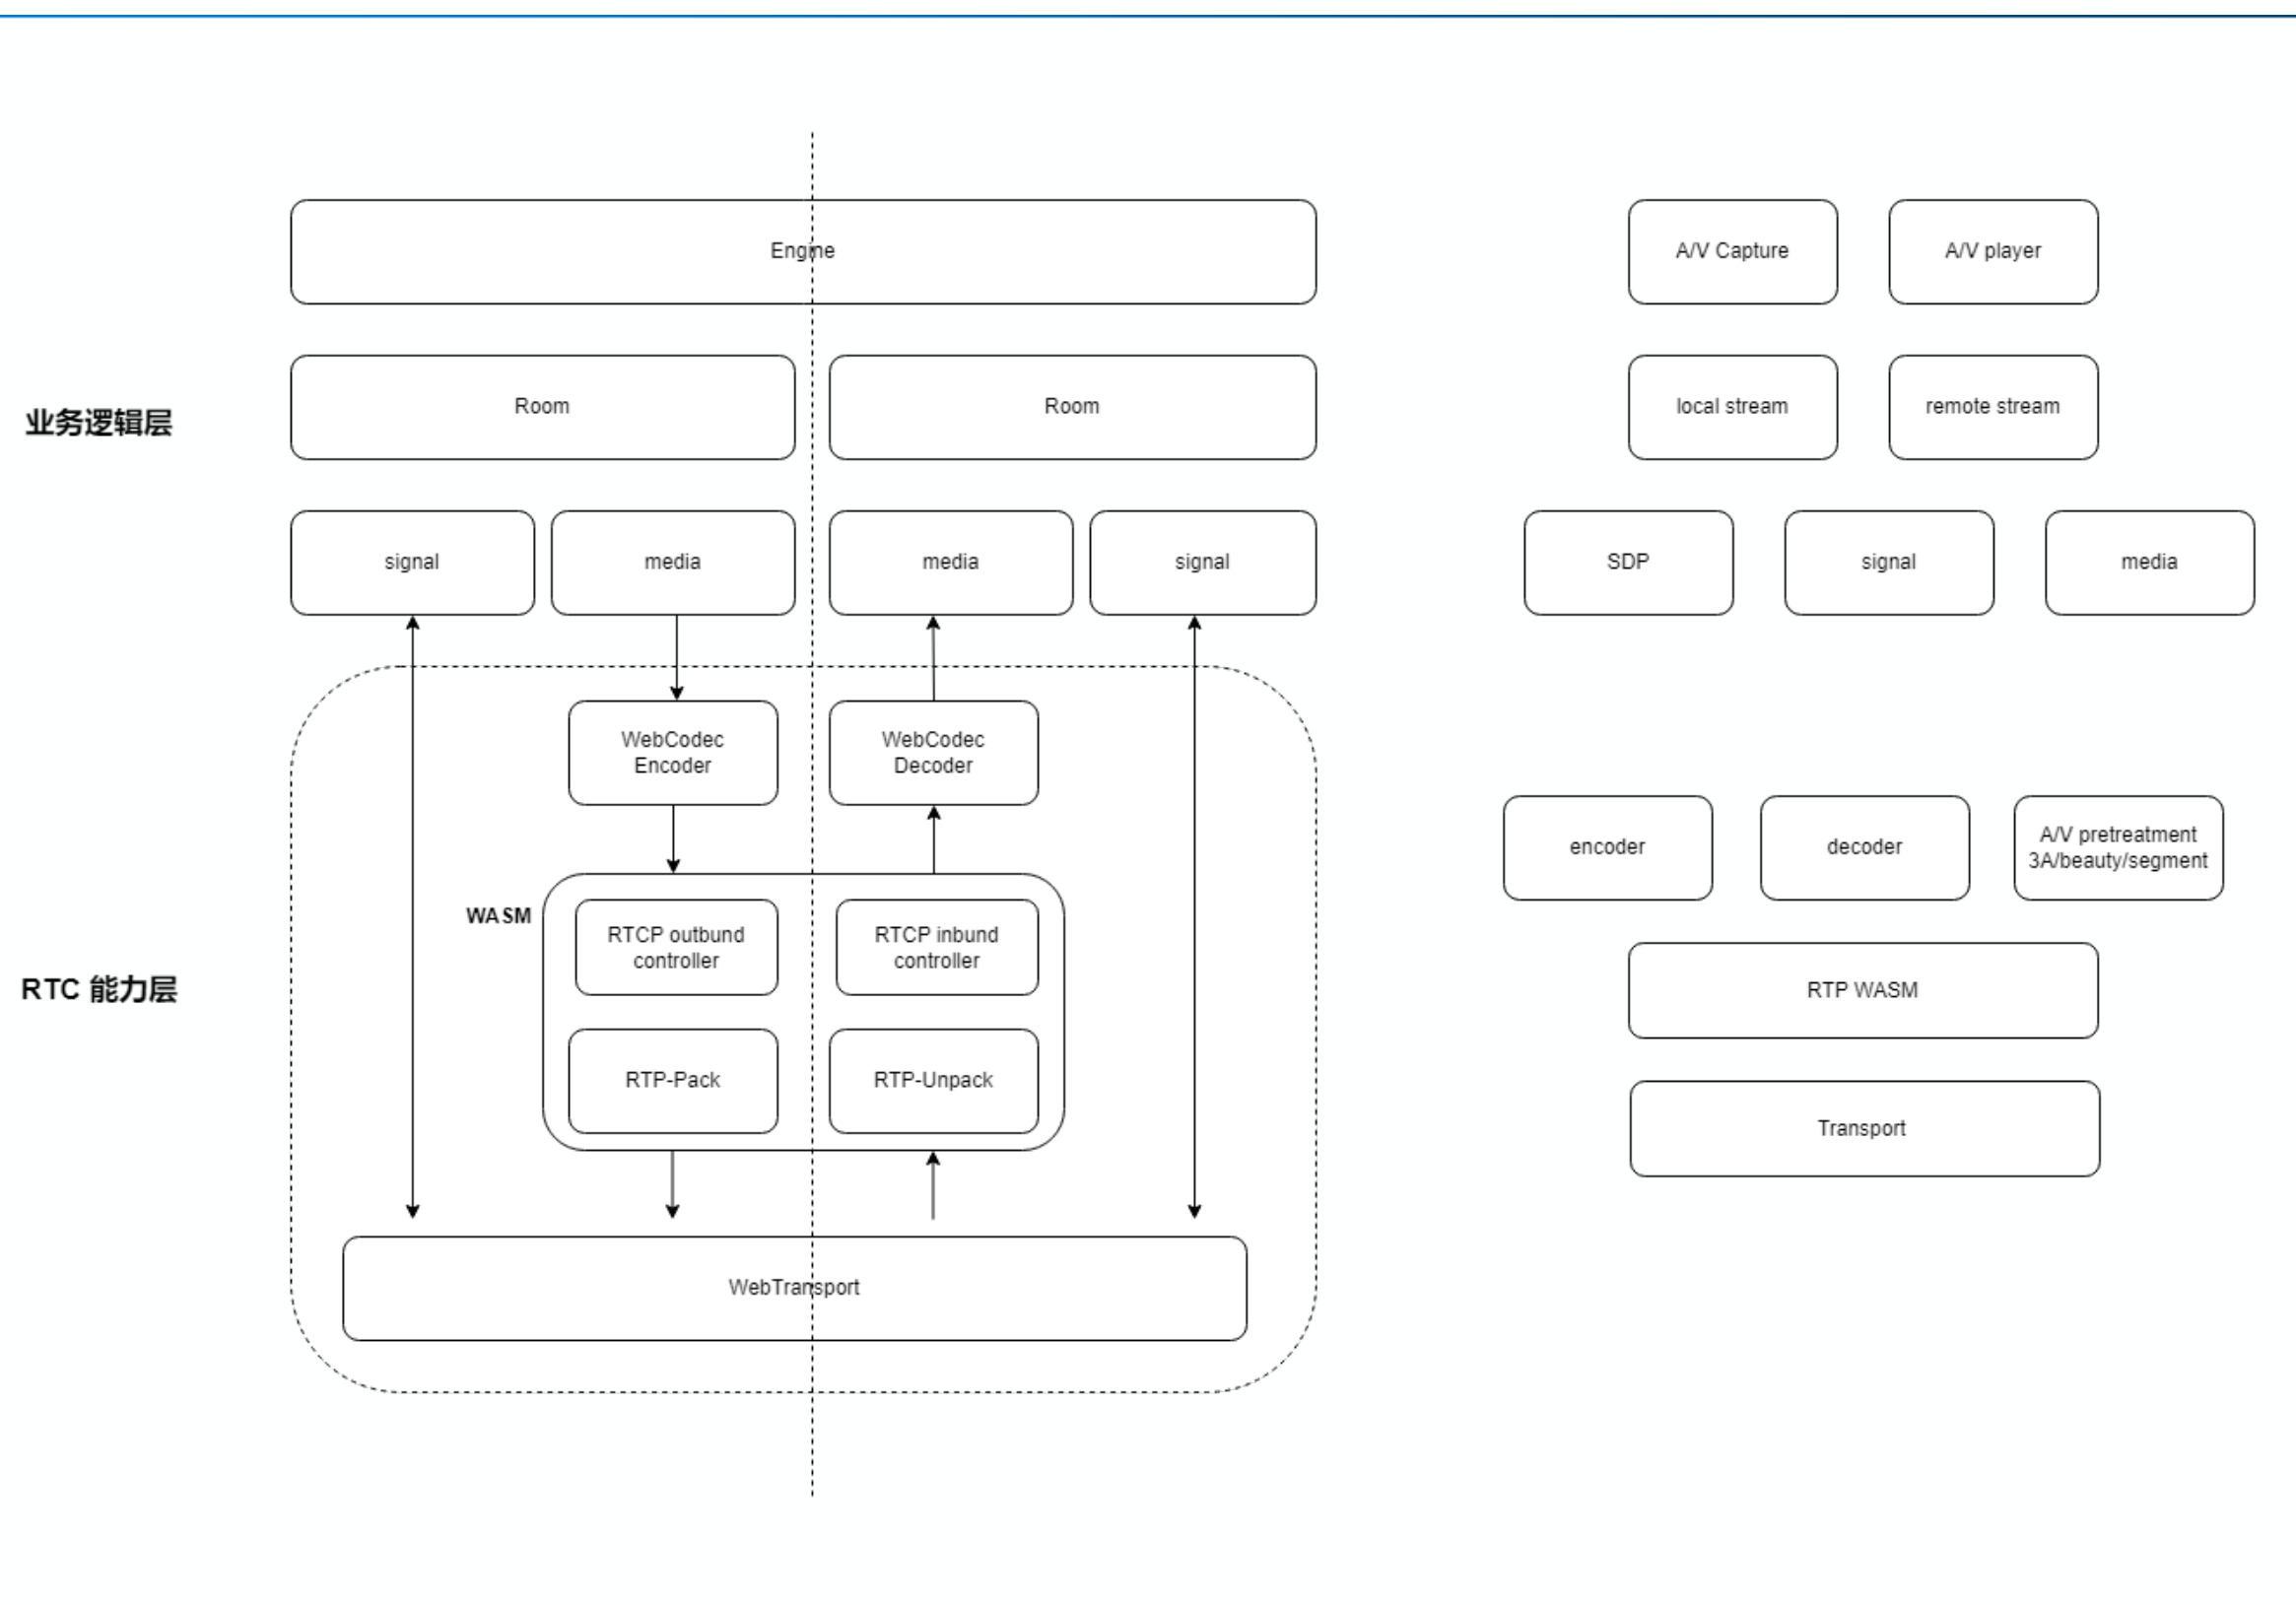 Engine
A/V Capture
A/V player
业务逻辑层
Room
Room
local stream
remote stream
signal
media
media
signal
SDP
signal
media
WebCodec
Encoder
WebCodec
Decoder
encoder
decoder
A/V pretreatment
3A/beauty/segment
WASM
RTCP outbund
controller
RTCP inbund
controller
RTC 能力层
RTP WASM
RTP-Pack
RTP-Unpack
Transport
WebTransport